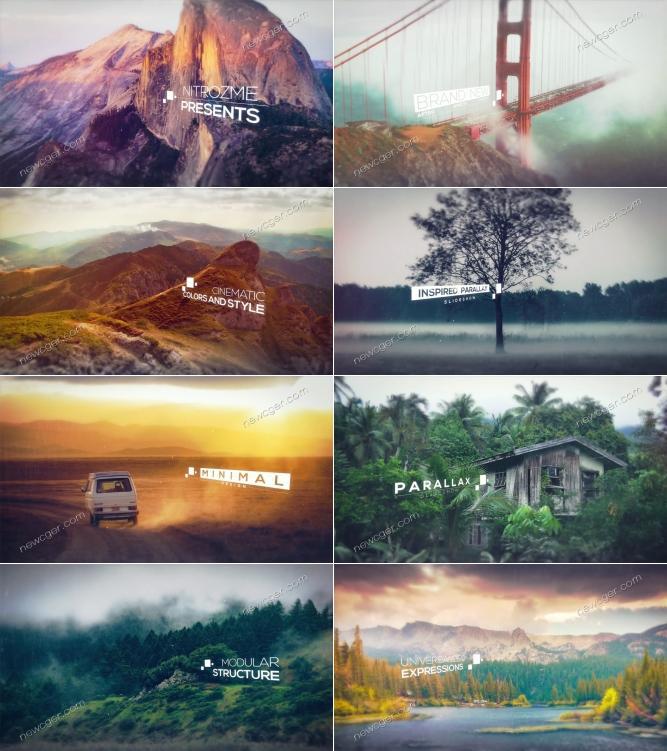 newcger.com
NITROZME
PRESENTS
newcger.com
newcger.com
BRAND NEW
newcger.com
newcger.com
CINEMATIC
COLORS AND STYLE
newcger.com
newcger.com
INSPIRED PARALLAX
SLIDESHOW
newcger.com
newcger.com
MINIMAL
DESIGN
newcger.com
newcger.com
PARALLAX
newcger.com
newcger.com
MODULAR
STRUCTURE
newcger.com
newcger.com
EXPRESSIONS
newcger.com